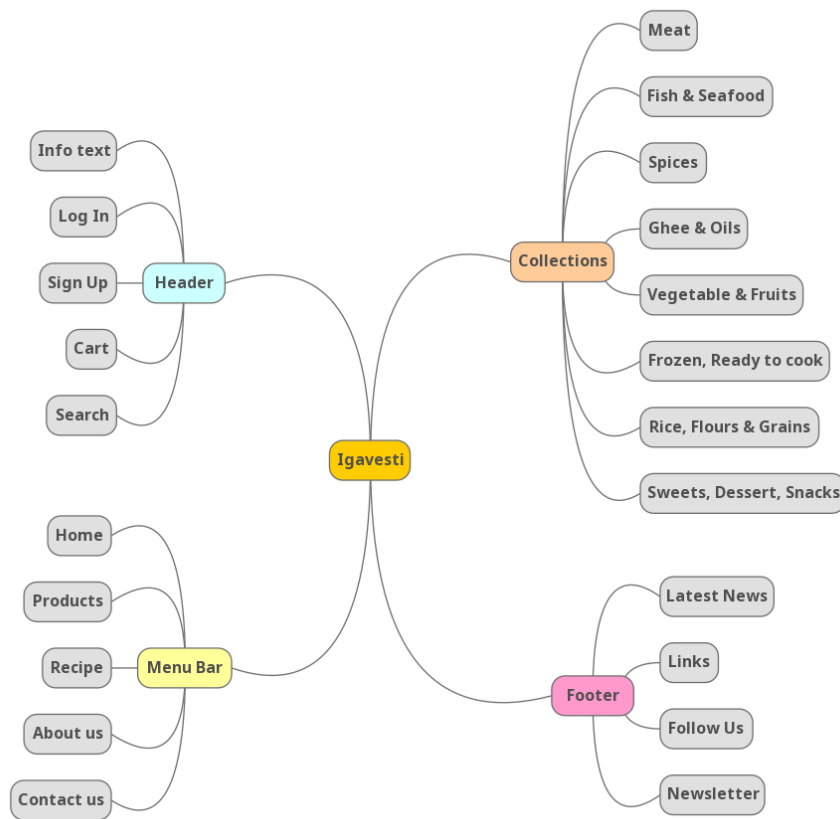 Igavesti
Header
Info text
Log In
Sign Up
Cart
Search
Menu Bar
Home
Products
Recipe
About us
Contact us
Collections
Meat
Fish & Seafood
Spices
Ghee & Oils
Vegetable & Fruits
Frozen, Ready to cook
Rice, Flours & Grains
Sweets, Dessert, Snacks
Footer
Latest News
Links
Follow Us
Newsletter